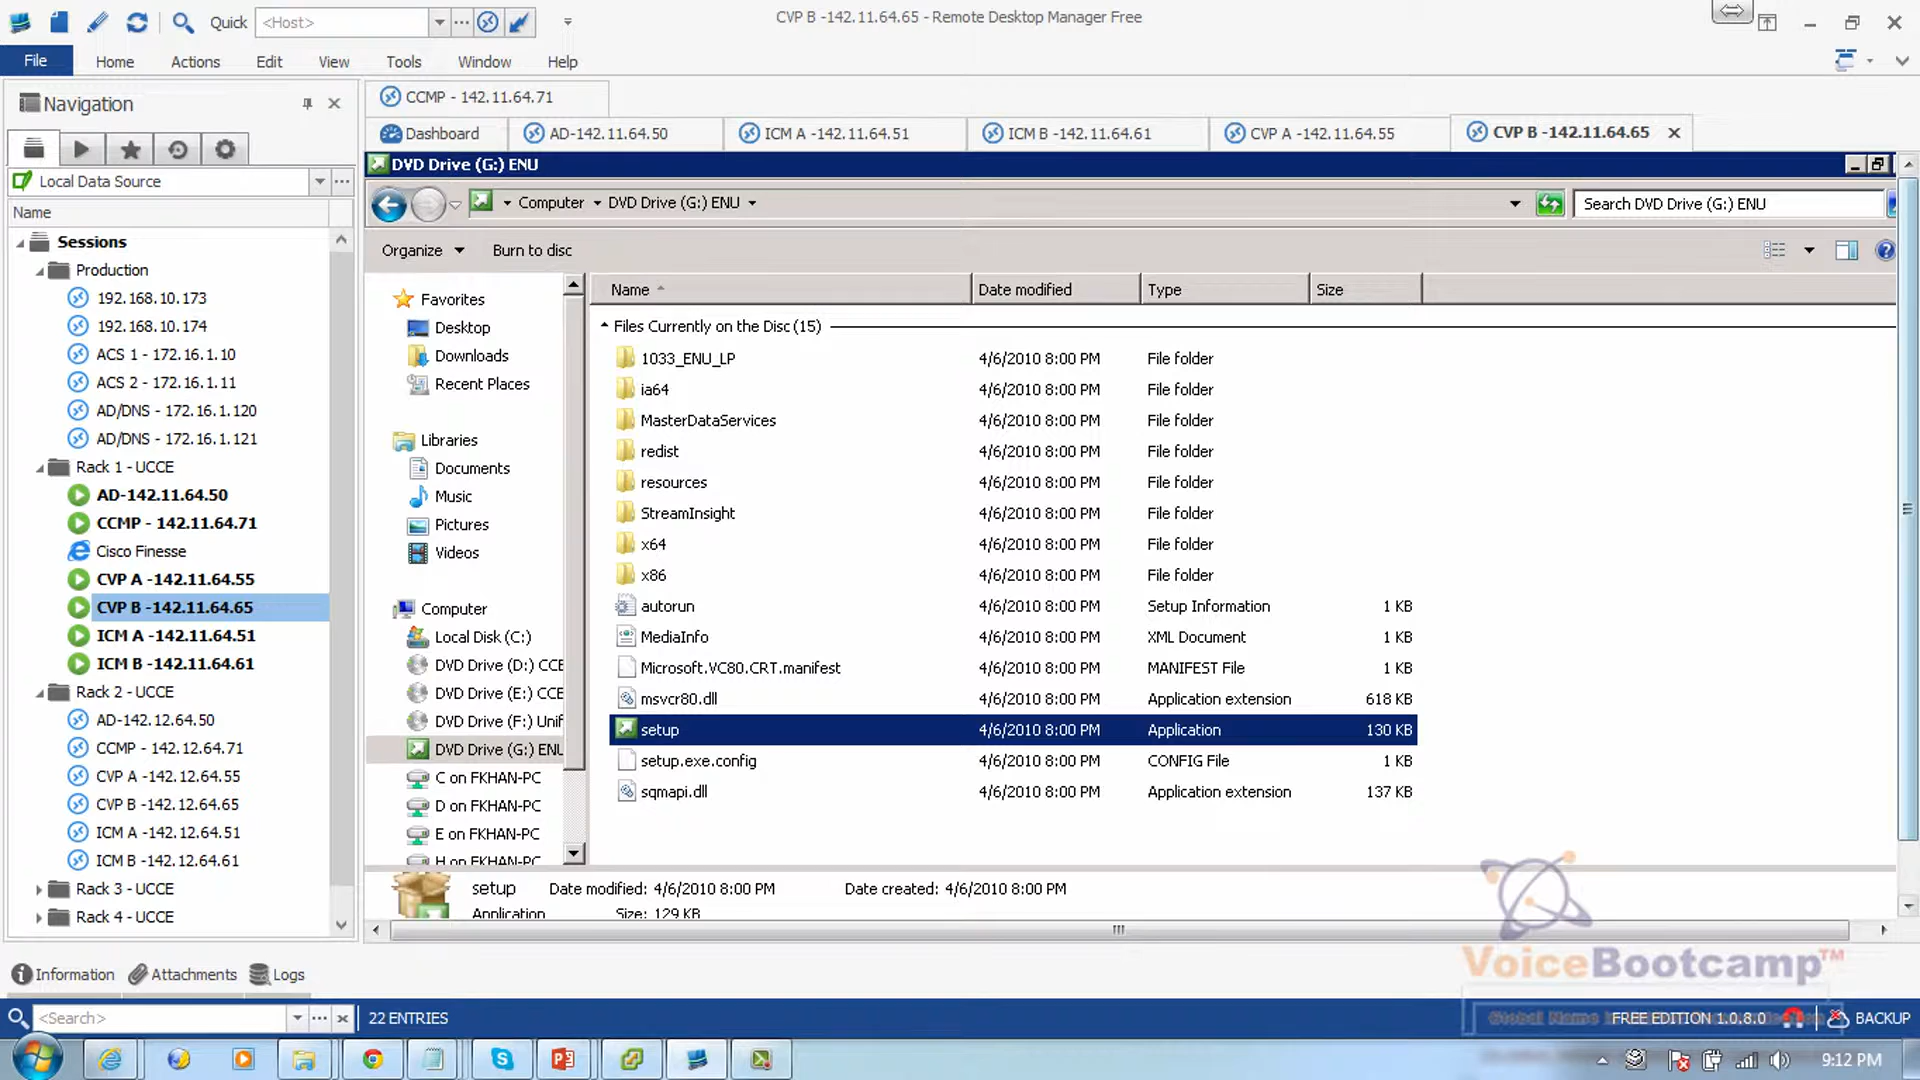 CVP B -142.11.64.65 - Remote Desktop Manager Free
Quick <Host>
File Home Actions Edit View Tools Window Help
Navigation
CCMP - 142.11.64.71
Dashboard AD-142.11.64.50 ICM A -142.11.64.51 ICM B -142.11.64.61 CVP A -142.11.64.55 CVP B -142.11.64.65
Local Data Source
Name
Sessions
Production
192.168.10.173
192.168.10.174
ACS 1 - 172.16.1.10
ACS 2 - 172.16.1.11
AD/DNS - 172.16.1.120
AD/DNS - 172.16.1.121
Rack 1 - UCCE
AD-142.11.64.50
CCMP - 142.11.64.71
Cisco Finesse
CVP A -142.11.64.55
CVP B -142.11.64.65
ICM A -142.11.64.51
ICM B -142.11.64.61
Rack 2 - UCCE
AD-142.12.64.50
CCMP - 142.12.64.71
CVP A -142.12.64.55
CVP B -142.12.64.65
ICM A -142.12.64.51
ICM B -142.12.64.61
Rack 3 - UCCE
Rack 4 - UCCE
DVD Drive (G:) ENU
Computer DVD Drive (G:) ENU Search DVD Drive (G:) ENU
Organize Burn to disc
Favorites
Desktop
Downloads
Recent Places
Libraries
Documents
Music
Pictures
Videos
Computer
Local Disk (C:)
DVD Drive (D:) CCE
DVD Drive (E:) CCE
DVD Drive (F:) Unif
DVD Drive (G:) ENU
C on FKHAN-PC
D on FKHAN-PC
E on FKHAN-PC
H on FKHAN-PC
Name Date modified Type Size
Files Currently on the Disc (15)
1033_ENU_LP 4/6/2010 8:00 PM File folder
ia64 4/6/2010 8:00 PM File folder
MasterDataServices 4/6/2010 8:00 PM File folder
redist 4/6/2010 8:00 PM File folder
resources 4/6/2010 8:00 PM File folder
StreamInsight 4/6/2010 8:00 PM File folder
x64 4/6/2010 8:00 PM File folder
x86 4/6/2010 8:00 PM File folder
autorun 4/6/2010 8:00 PM Setup Information 1 KB
MediaInfo 4/6/2010 8:00 PM XML Document 1 KB
Microsoft.VC80.CRT.manifest 4/6/2010 8:00 PM MANIFEST File 1 KB
msvcr80.dll 4/6/2010 8:00 PM Application extension 618 KB
setup 4/6/2010 8:00 PM Application 130 KB
setup.exe.config 4/6/2010 8:00 PM CONFIG File 1 KB
sqmapi.dll 4/6/2010 8:00 PM Application extension 137 KB
setup Date modified: 4/6/2010 8:00 PM Date created: 4/6/2010 8:00 PM
Application Size: 129 KB
VoiceBootcamp™
Information Attachments Logs
<Search> 22 ENTRIES FREE EDITION 1.0.8.0 BACKUP
9:12 PM